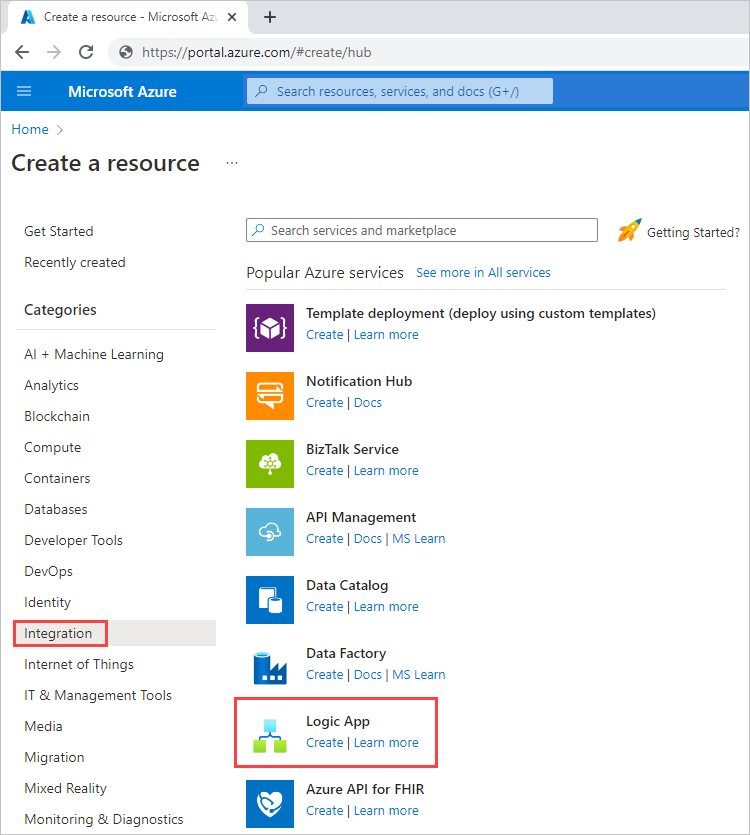 Create a resource - Microsoft Az
https://portal.azure.com/#create/hub
Microsoft Azure
Search resources, services, and docs (G+/)
Home
Create a resource ...
Get Started
Recently created
Categories
AI + Machine Learning
Analytics
Blockchain
Compute
Containers
Databases
Developer Tools
DevOps
Identity
Integration
Internet of Things
IT & Management Tools
Media
Migration
Mixed Reality
Monitoring & Diagnostics
Search services and marketplace
Getting Started?
Popular Azure services See more in All services
Template deployment (deploy using custom templates)
Create | Learn more
Notification Hub
Create | Docs
BizTalk Service
Create | Learn more
API Management
Create | Docs | MS Learn
Data Catalog
Create | Learn more
Data Factory
Create | Docs | MS Learn
Logic App
Create | Learn more
Azure API for FHIR
Create | Learn more